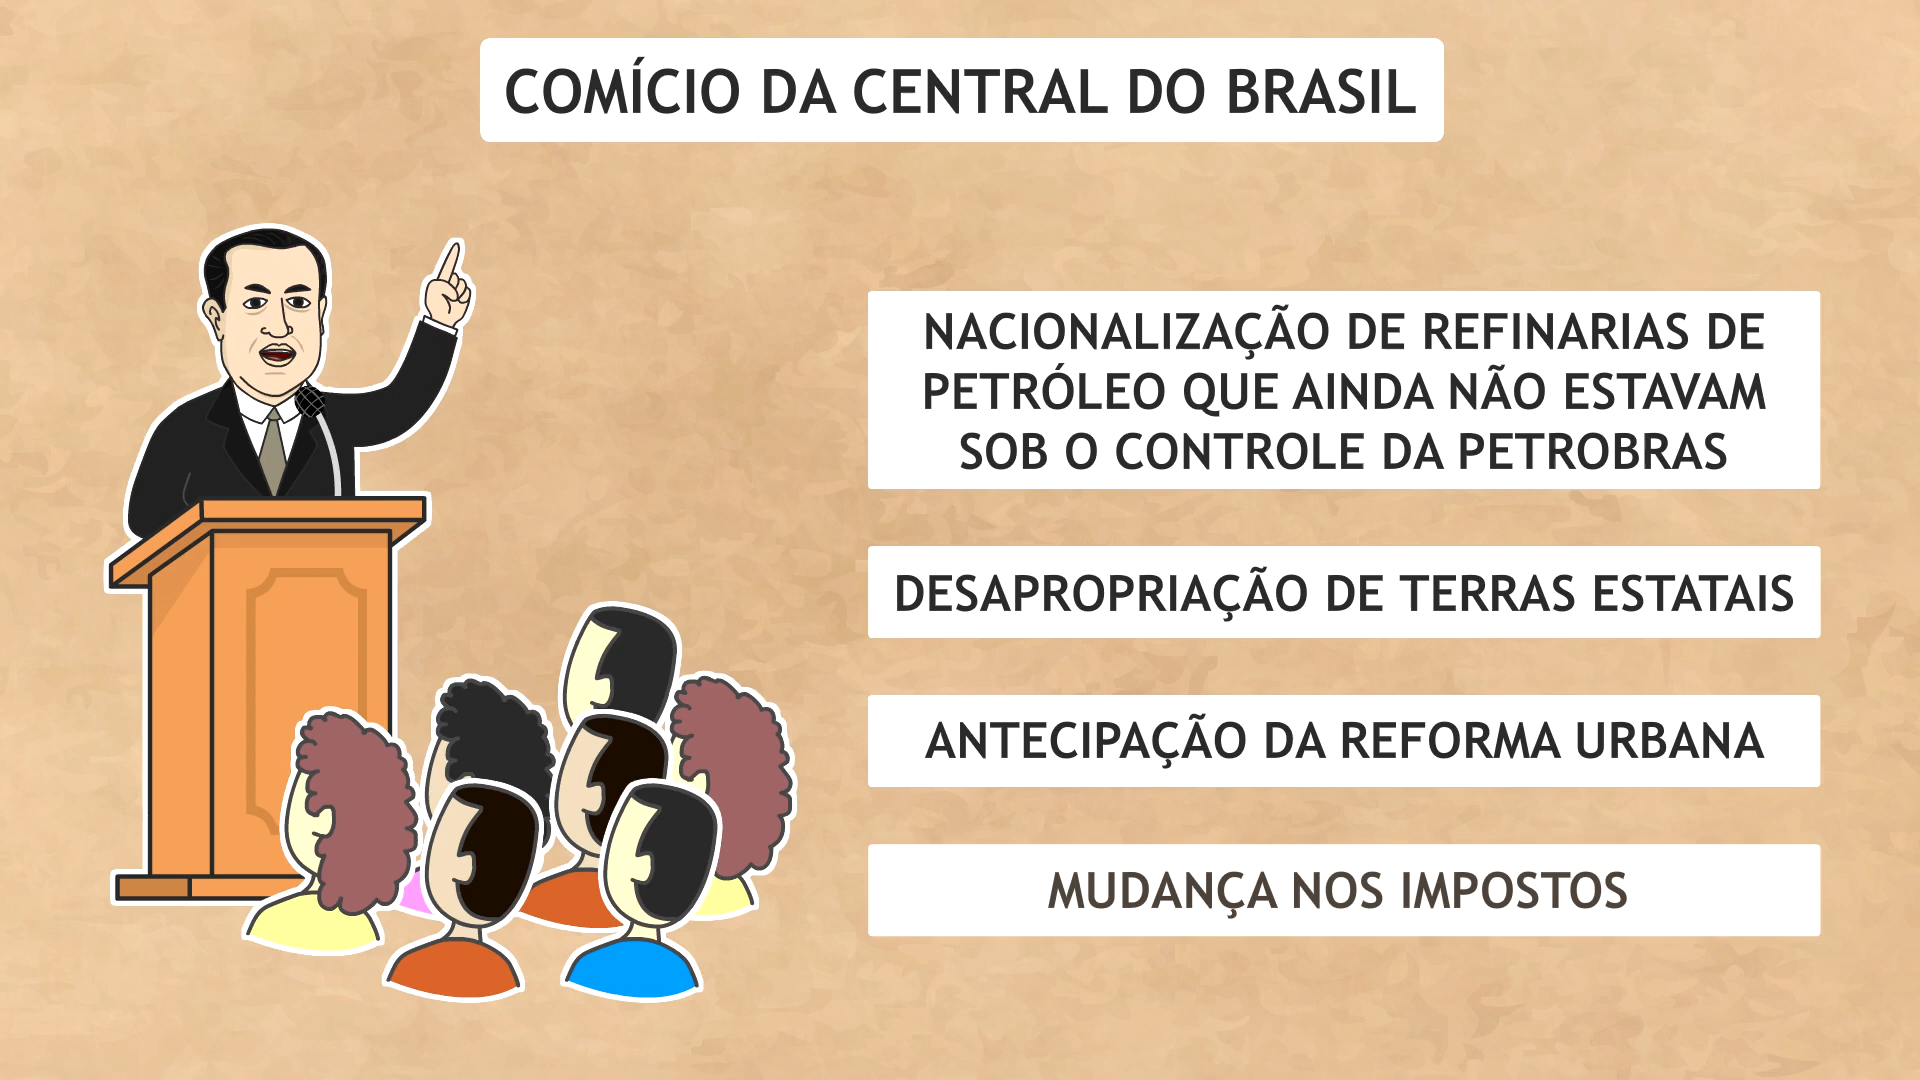 COMÍCIO DA CENTRAL DO BRASIL
NACIONALIZAÇÃO DE REFINARIAS DE
PETRÓLEO QUE AINDA NÃO ESTAVAM
SOB O CONTROLE DA PETROBRAS
DESAPROPRIAÇÃO DE TERRAS ESTATAIS
ANTECIPAÇÃO DA REFORMA URBANA
MUDANÇA NOS IMPOSTOS